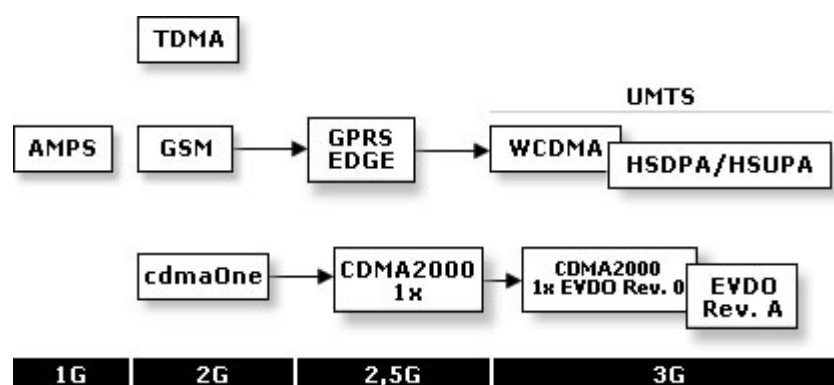 TDMA
UMTS
AMPS
GSM
GPRS
EDGE
WCDMA
HSDPA/HSUPA
cdmaOne
CDMA2000
1x
CDMA2000
1x EVDO Rev. 0
EVDO
Rev. A
1G
2G
2,5G
3G